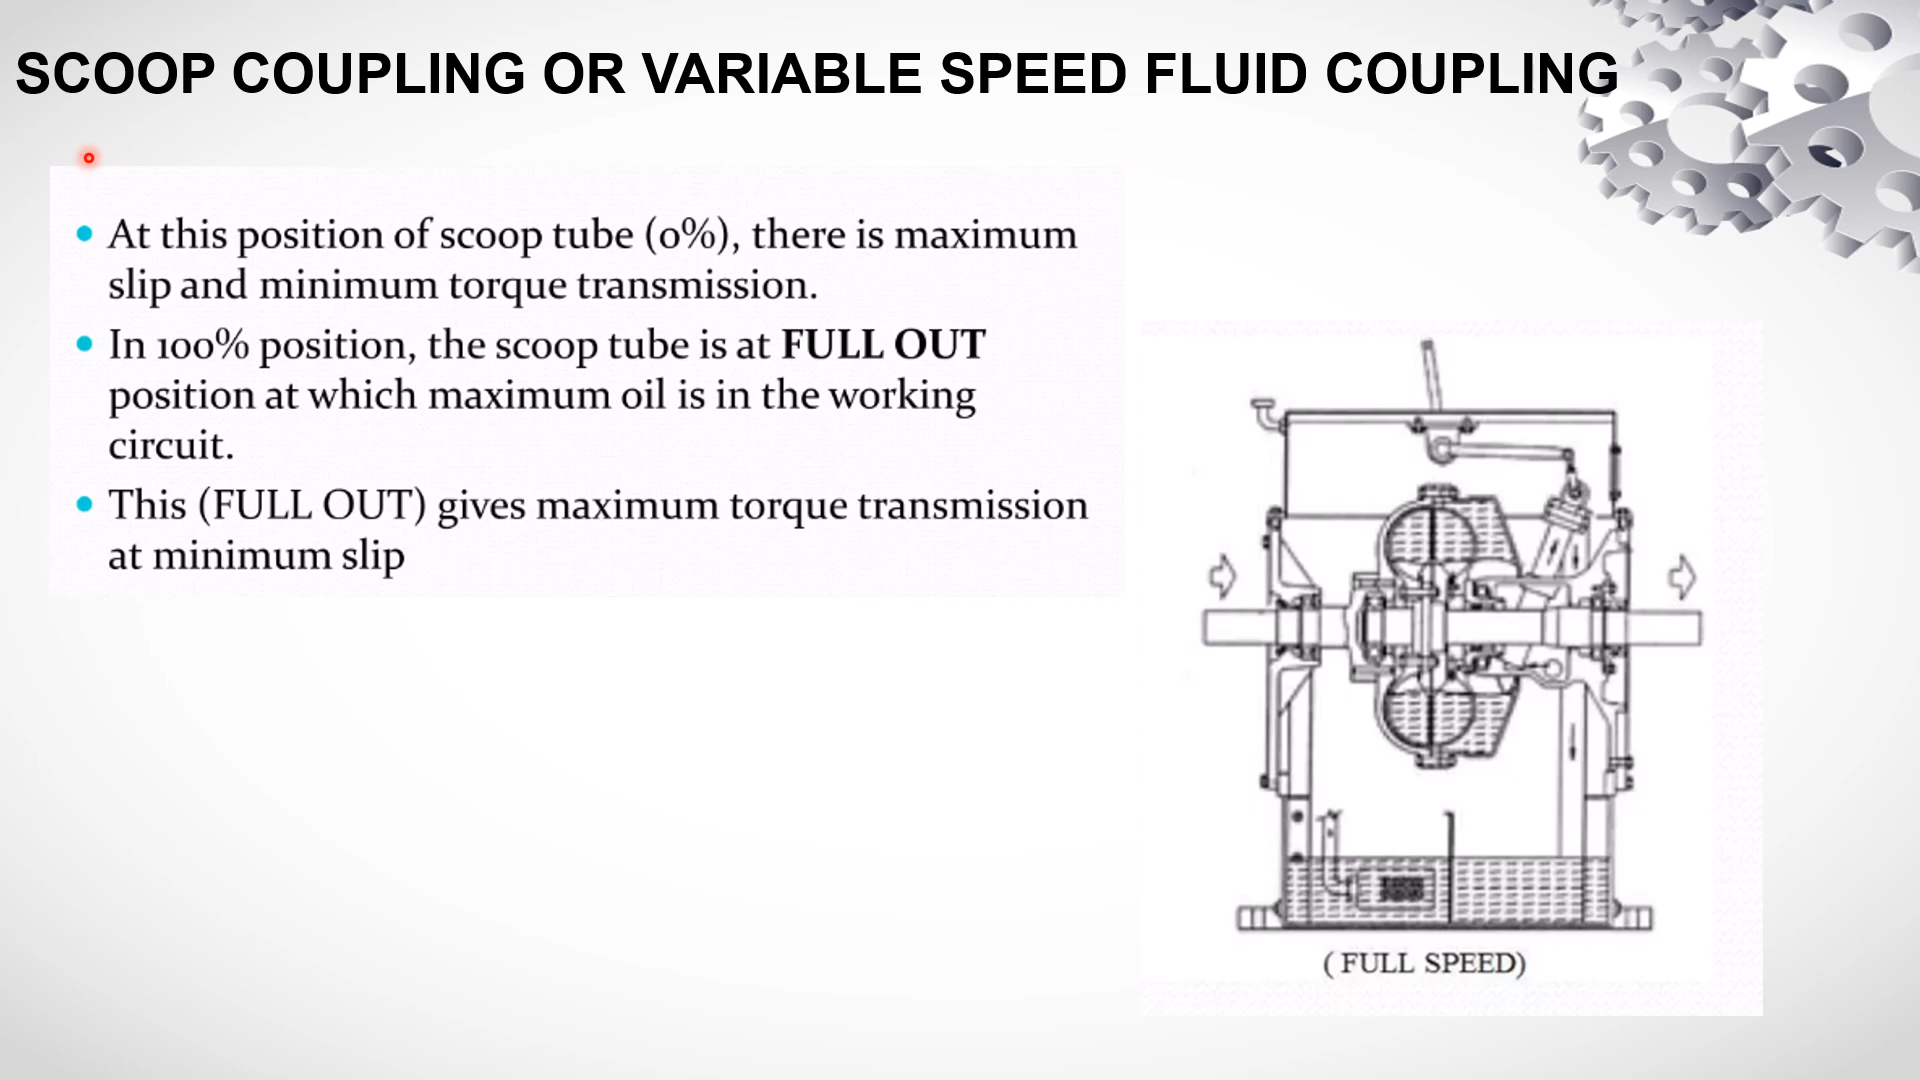 SCOOP COUPLING OR VARIABLE SPEED FLUID COUPLING
• At this position of scoop tube (0%), there is maximum
slip and minimum torque transmission.
• In 100% position, the scoop tube is at FULL OUT
position at which maximum oil is in the working
circuit.
• This (FULL OUT) gives maximum torque transmission
at minimum slip
( FULL SPEED)